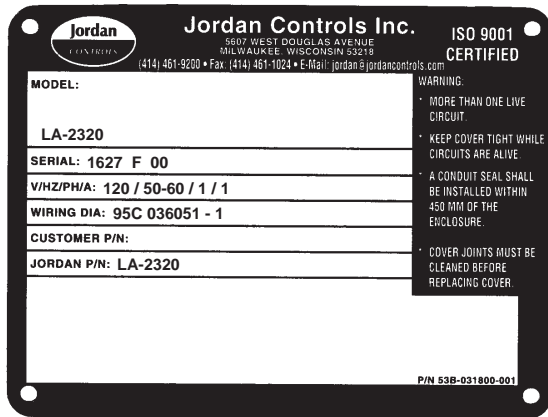 Jordan
CONTROLS
Jordan Controls Inc.
5607 WEST DOUGLAS AVENUE
MILWAUKEE, WISCONSIN 53218
(414) 461-9200 • Fax: (414) 461-1024 • E-Mail: jordan@jordancontrols.com
ISO 9001
CERTIFIED
MODEL:
LA-2320
SERIAL: 1627 F 00
V/HZ/PH/A: 120 / 50-60 / 1 / 1
WIRING DIA: 95C 036051 - 1
CUSTOMER P/N:
JORDAN P/N: LA-2320
WARNING:
• MORE THAN ONE LIVE
CIRCUIT.
• KEEP COVER TIGHT WHILE
CIRCUITS ARE ALIVE.
• A CONDUIT SEAL SHALL
BE INSTALLED WITHIN
450 MM OF THE
ENCLOSURE.
• COVER JOINTS MUST BE
CLEANED BEFORE
REPLACING COVER.
P/N 53B-031800-001